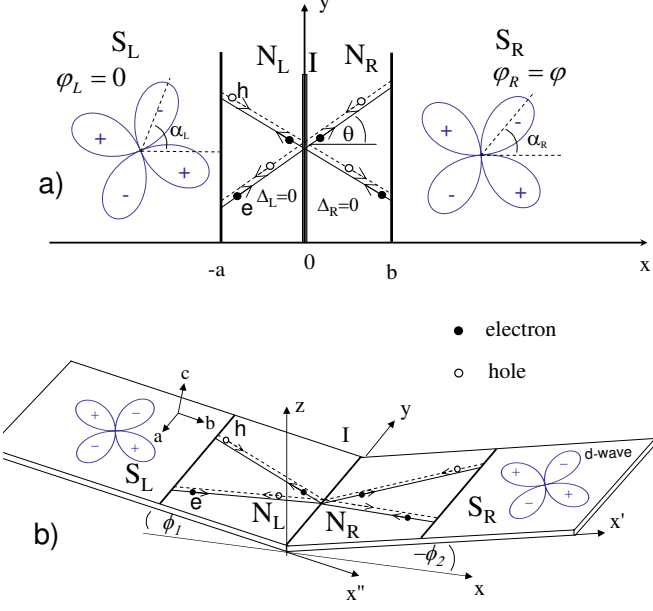 y
S_L
N_L I N_R
S_R
φ_L = 0
φ_R = φ
h
-
-
+
α_L
θ
+
α_R
+
-
e
Δ_L=0
Δ_R=0
-
+
a)
-a
0
b
x
electron
hole
c
z
y
I
+ −
a
b
h
d-wave
− +
S_L
+ −
− +
e
N_L
N_R
S_R
b)
( ϕ_1
−ϕ_2 )
x'
x
x''